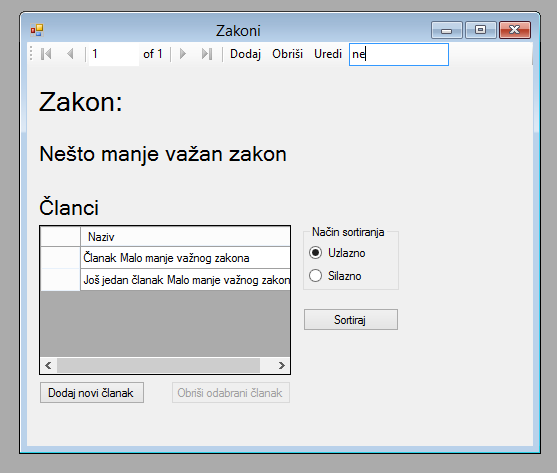 Zakoni
1 of 1 Dodaj Obriši Uredi ne
Zakon:
Nešto manje važan zakon
Članci
Naziv
Članak Malo manje važnog zakona
Još jedan članak Malo manje važnog zakon
Način sortiranja
Uzlazno
Silazno
Sortiraj
Dodaj novi članak Obriši odabrani članak